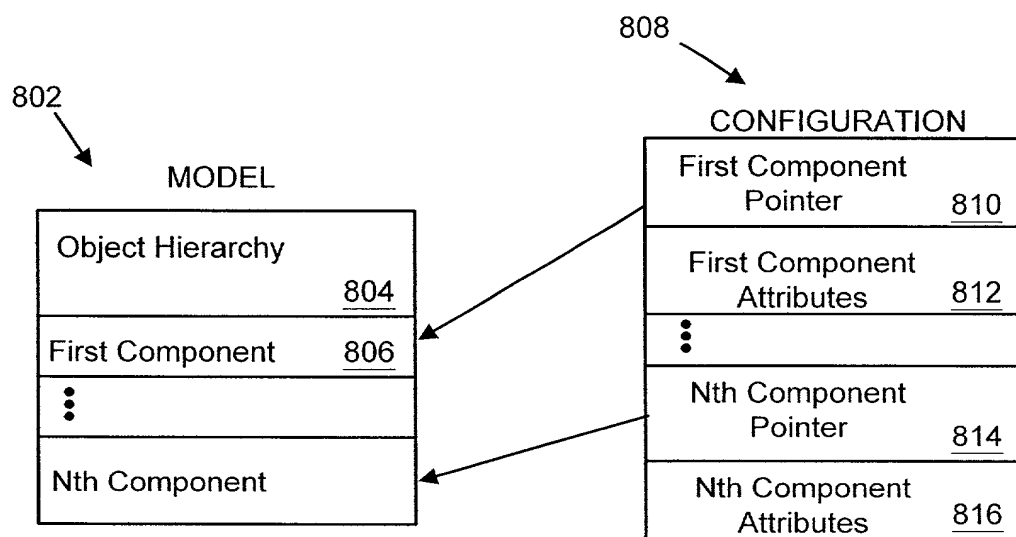 802
MODEL
Object Hierarchy
804
First Component 806
Nth Component
808
CONFIGURATION
First Component
Pointer 810
First Component
Attributes 812
Nth Component
Pointer 814
Nth Component
Attributes 816